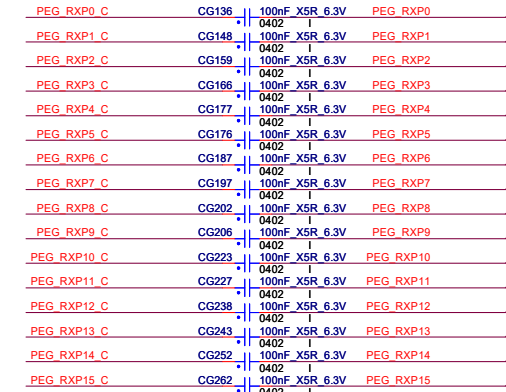 PEG_RXP0_C CG136 100nF_X5R_6.3V PEG_RXP0
0402
PEG_RXP1_C CG148 100nF_X5R_6.3V PEG_RXP1
0402
PEG_RXP2_C CG159 100nF_X5R_6.3V PEG_RXP2
0402
PEG_RXP3_C CG166 100nF_X5R_6.3V PEG_RXP3
0402
PEG_RXP4_C CG177 100nF_X5R_6.3V PEG_RXP4
0402
PEG_RXP5_C CG176 100nF_X5R_6.3V PEG_RXP5
0402
PEG_RXP6_C CG187 100nF_X5R_6.3V PEG_RXP6
0402
PEG_RXP7_C CG197 100nF_X5R_6.3V PEG_RXP7
0402
PEG_RXP8_C CG202 100nF_X5R_6.3V PEG_RXP8
0402
PEG_RXP9_C CG206 100nF_X5R_6.3V PEG_RXP9
0402
PEG_RXP10_C CG223 100nF_X5R_6.3V PEG_RXP10
0402
PEG_RXP11_C CG227 100nF_X5R_6.3V PEG_RXP11
0402
PEG_RXP12_C CG238 100nF_X5R_6.3V PEG_RXP12
0402
PEG_RXP13_C CG243 100nF_X5R_6.3V PEG_RXP13
0402
PEG_RXP14_C CG252 100nF_X5R_6.3V PEG_RXP14
0402
PEG_RXP15_C CG262 100nF_X5R_6.3V PEG_RXP15
0402